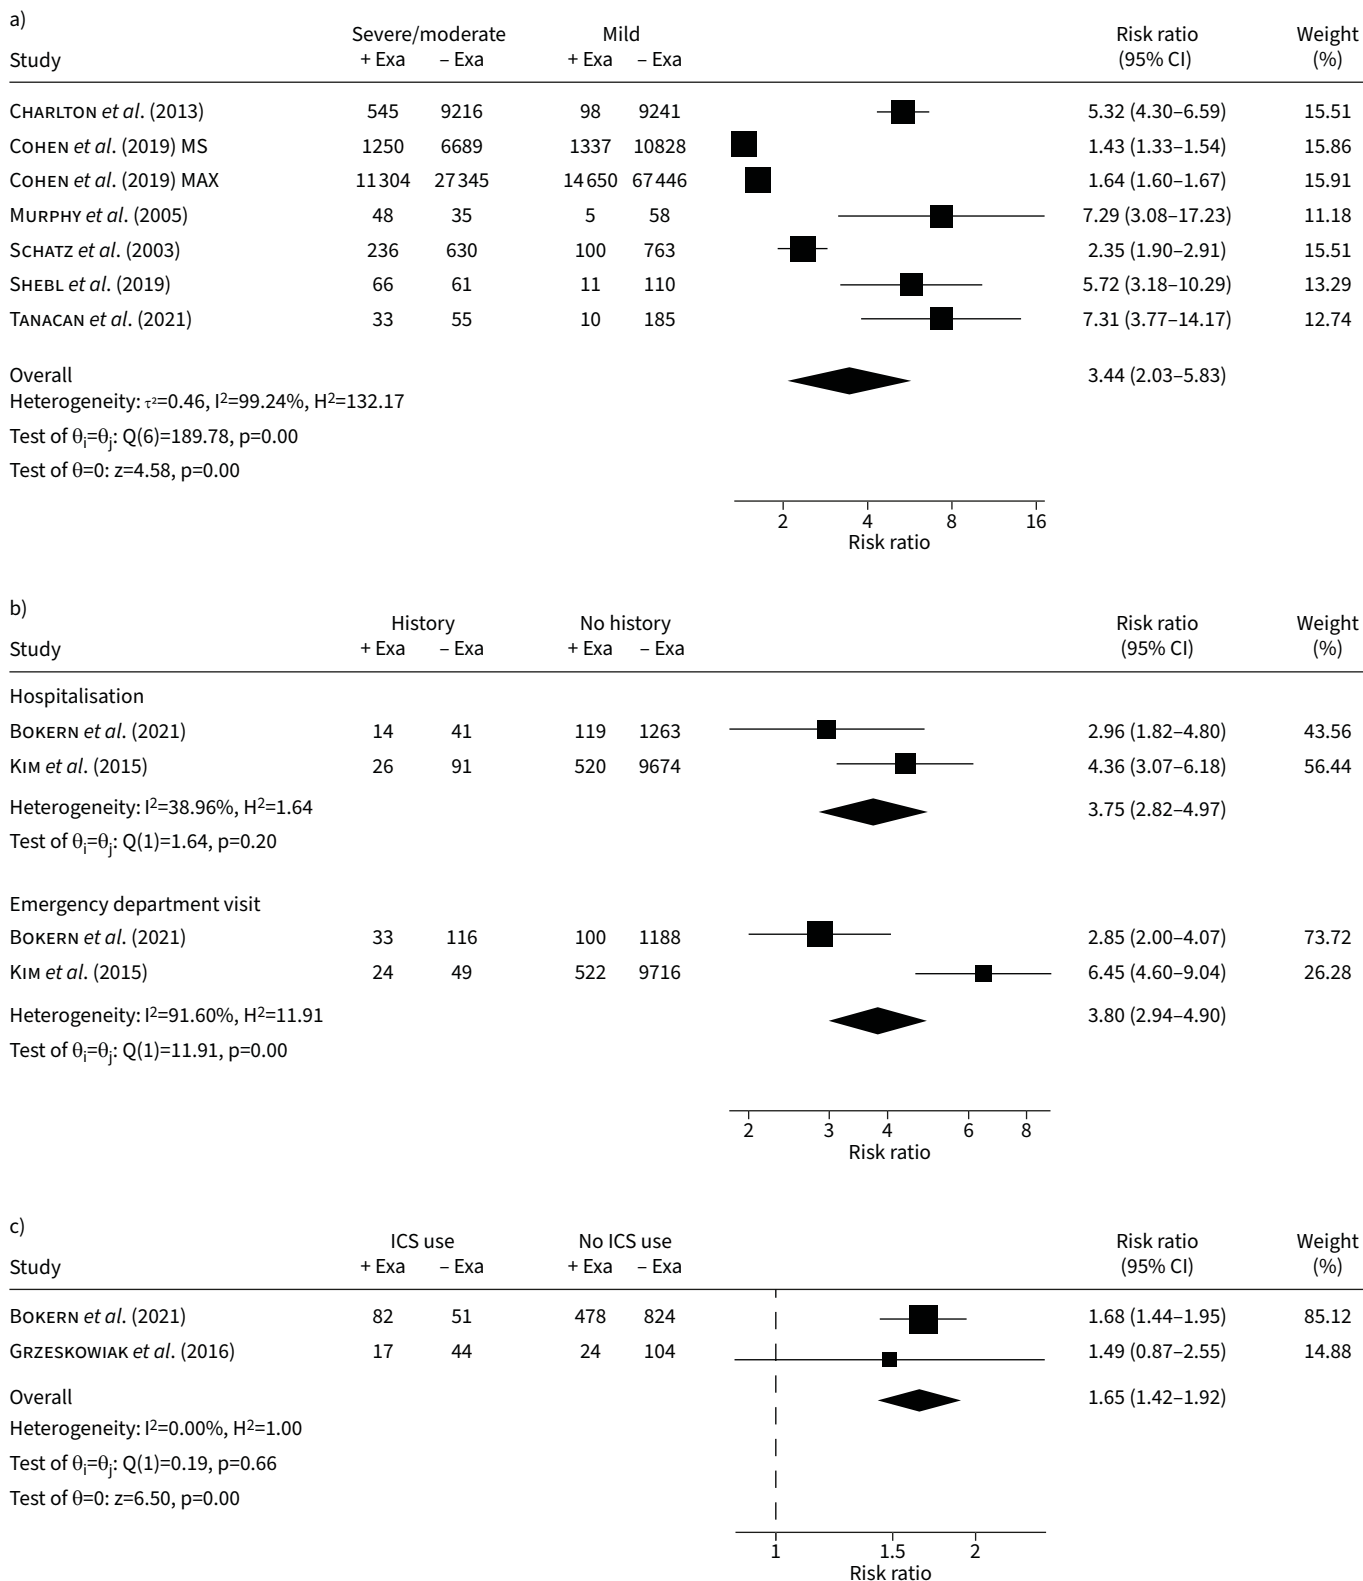 a)
Severe/moderate Mild Risk ratio Weight
Study + Exa – Exa + Exa – Exa (95% CI) (%)
Charlton et al. (2013) 545 9216 98 9241 5.32 (4.30–6.59) 15.51
Cohen et al. (2019) MS 1250 6689 1337 10828 1.43 (1.33–1.54) 15.86
Cohen et al. (2019) MAX 11304 27345 14650 67446 1.64 (1.60–1.67) 15.91
Murphy et al. (2005) 48 35 5 58 7.29 (3.08–17.23) 11.18
Schatz et al. (2003) 236 630 100 763 2.35 (1.90–2.91) 15.51
Shebl et al. (2019) 66 61 11 110 5.72 (3.18–10.29) 13.29
Tanacan et al. (2021) 33 55 10 185 7.31 (3.77–14.17) 12.74
Overall 3.44 (2.03–5.83)
Heterogeneity: τ²=0.46, I²=99.24%, H²=132.17
Test of θi=θj: Q(6)=189.78, p=0.00
Test of θ=0: z=4.58, p=0.00
2 4 8 16
Risk ratio
b)
History No history Risk ratio Weight
Study + Exa – Exa + Exa – Exa (95% CI) (%)
Hospitalisation
Bokern et al. (2021) 14 41 119 1263 2.96 (1.82–4.80) 43.56
Kim et al. (2015) 26 91 520 9674 4.36 (3.07–6.18) 56.44
Heterogeneity: I²=38.96%, H²=1.64 3.75 (2.82–4.97)
Test of θi=θj: Q(1)=1.64, p=0.20
Emergency department visit
Bokern et al. (2021) 33 116 100 1188 2.85 (2.00–4.07) 73.72
Kim et al. (2015) 24 49 522 9716 6.45 (4.60–9.04) 26.28
Heterogeneity: I²=91.60%, H²=11.91 3.80 (2.94–4.90)
Test of θi=θj: Q(1)=11.91, p=0.00
2 3 4 6 8
Risk ratio
c)
ICS use No ICS use Risk ratio Weight
Study + Exa – Exa + Exa – Exa (95% CI) (%)
Bokern et al. (2021) 82 51 478 824 1.68 (1.44–1.95) 85.12
Grzeskowiak et al. (2016) 17 44 24 104 1.49 (0.87–2.55) 14.88
Overall 1.65 (1.42–1.92)
Heterogeneity: I²=0.00%, H²=1.00
Test of θi=θj: Q(1)=0.19, p=0.66
Test of θ=0: z=6.50, p=0.00
1 1.5 2
Risk ratio